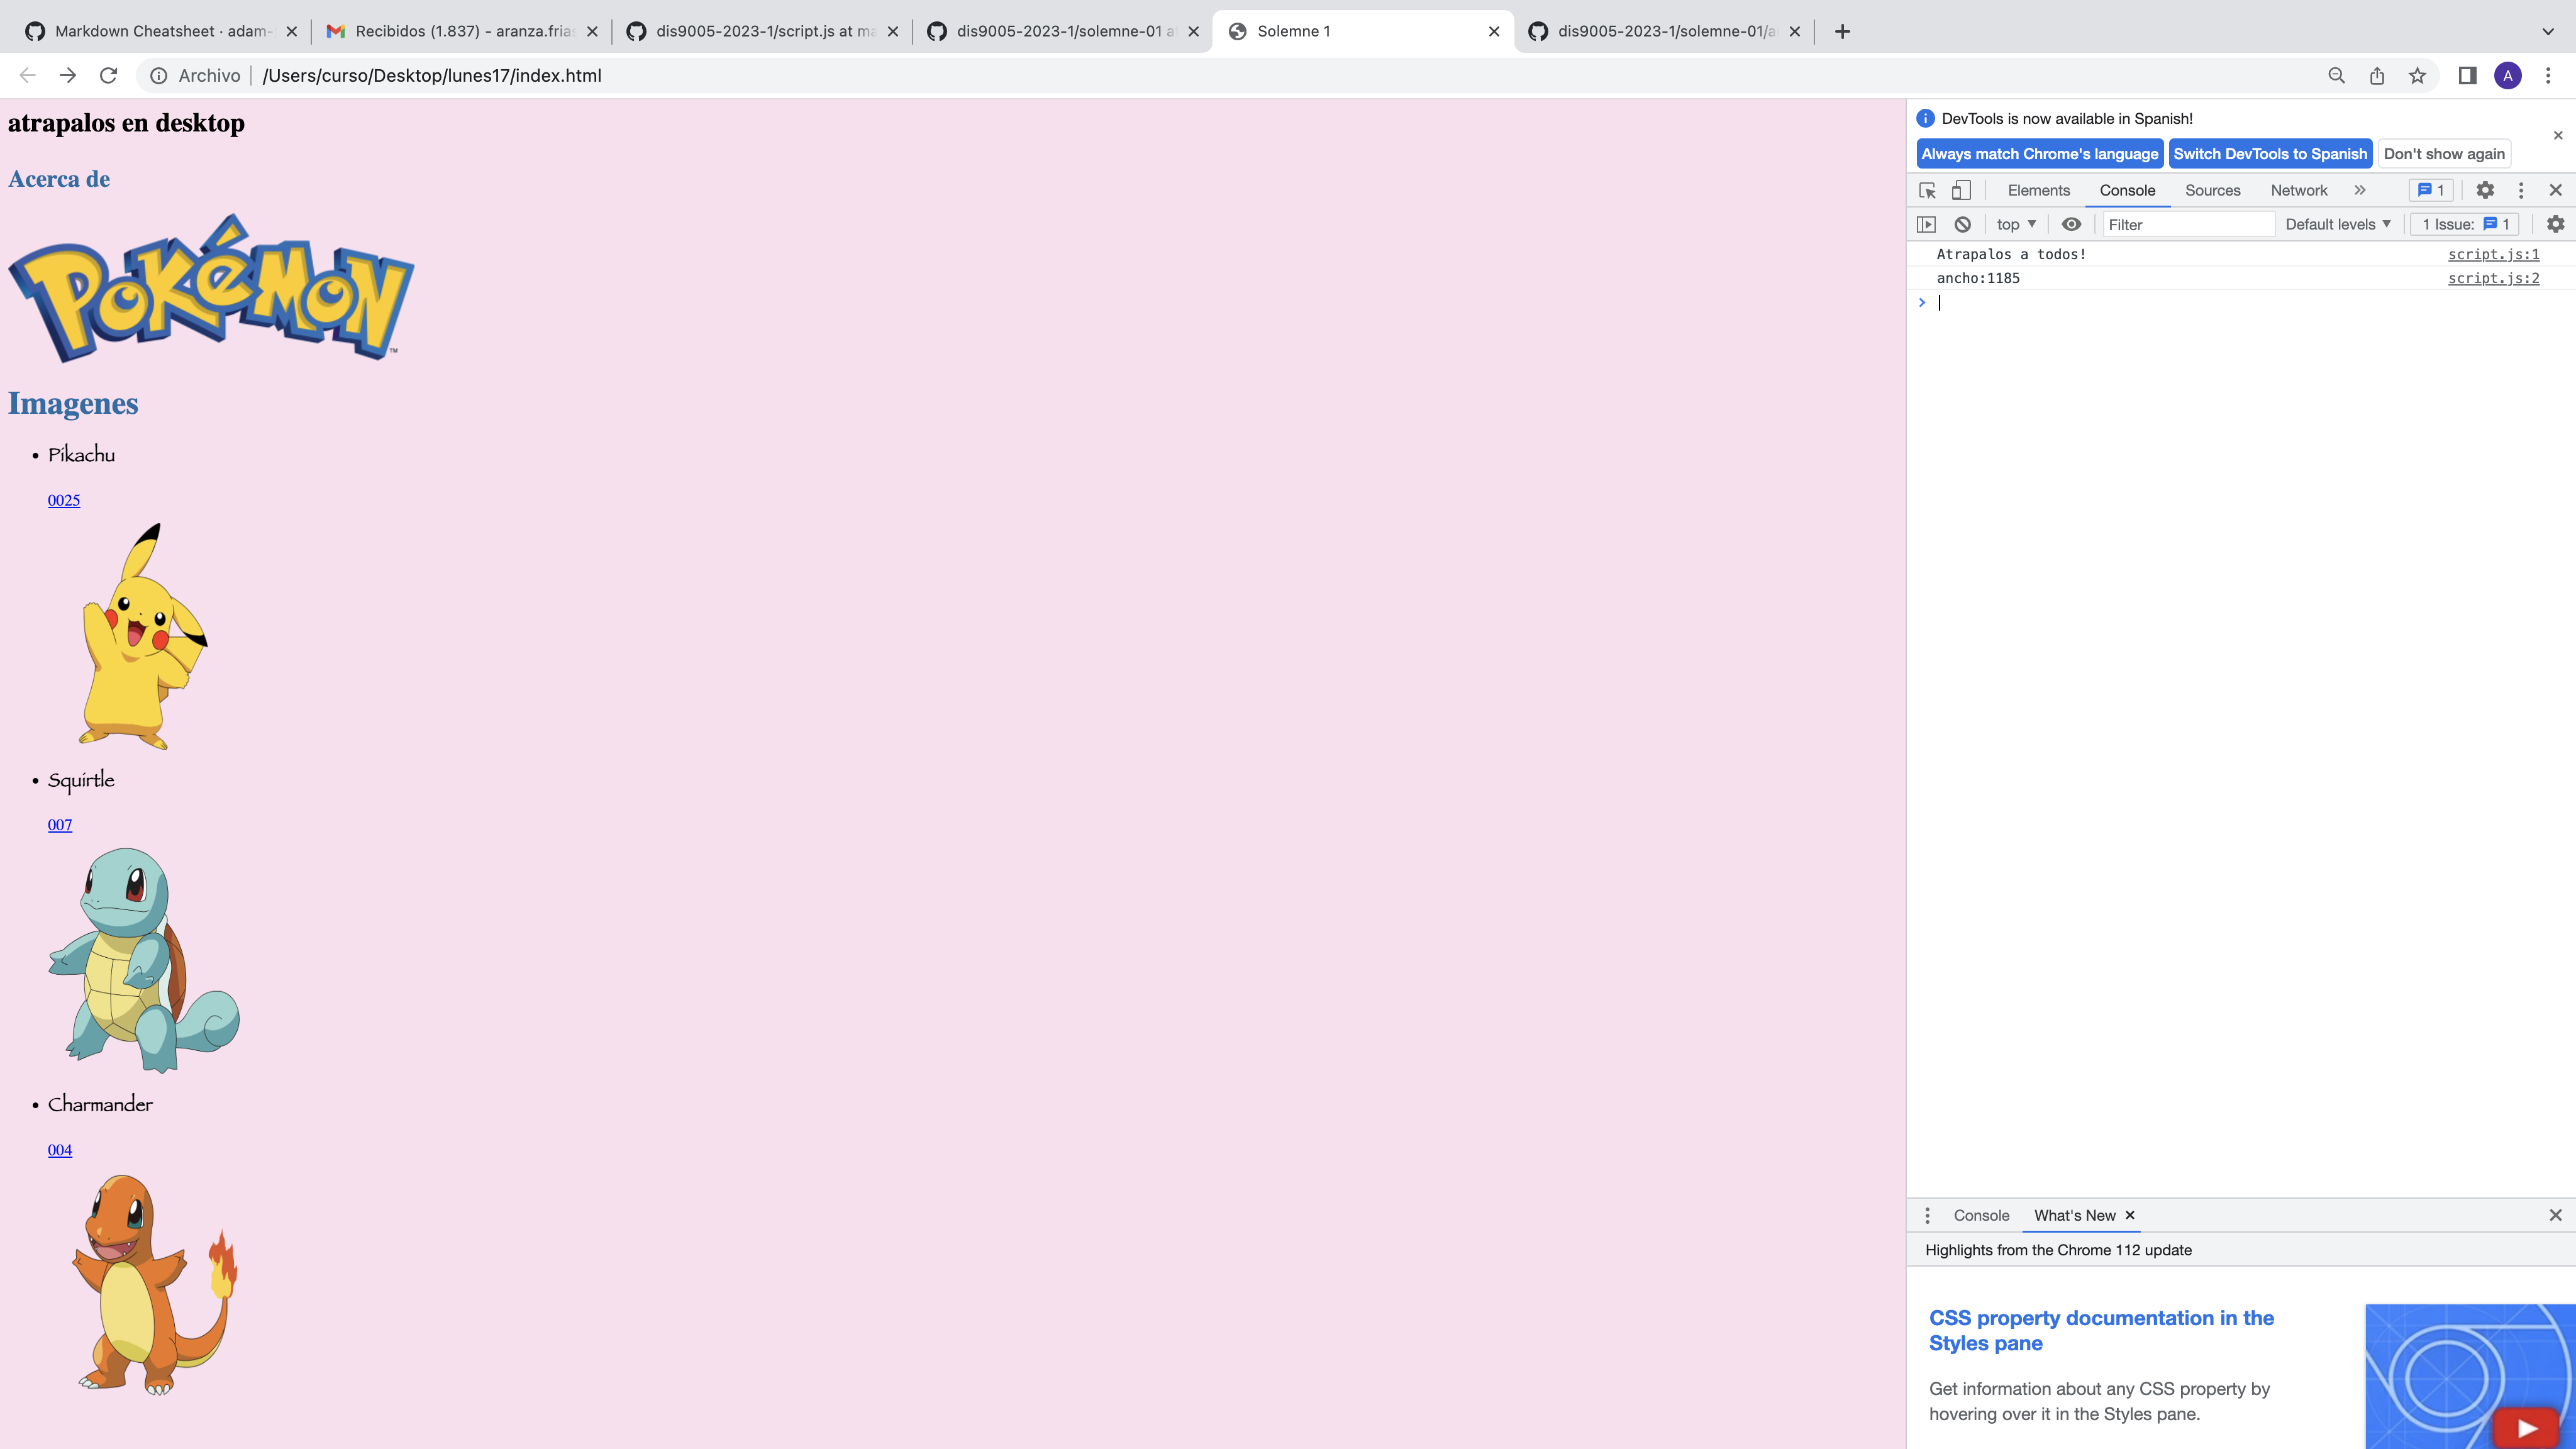 Markdown Cheatsheet · adam-
Recibidos (1.837) - aranza.frias
dis9005-2023-1/script.js at ma
dis9005-2023-1/solemne-01 a
Solemne 1
dis9005-2023-1/solemne-01/a
Archivo /Users/curso/Desktop/lunes17/index.html
A
atrapalos en desktop
Acerca de
POKéMON
TM
Imagenes
• Pikachu
0025
• Squirtle
007
• Charmander
004
DevTools is now available in Spanish!
Always match Chrome's language Switch DevTools to Spanish Don't show again
Elements Console Sources Network » 1
top Filter Default levels 1 Issue: 1
Atrapalos a todos! script.js:1
ancho:1185 script.js:2
Console What's New
Highlights from the Chrome 112 update
CSS property documentation in the
Styles pane
Get information about any CSS property by
hovering over it in the Styles pane.